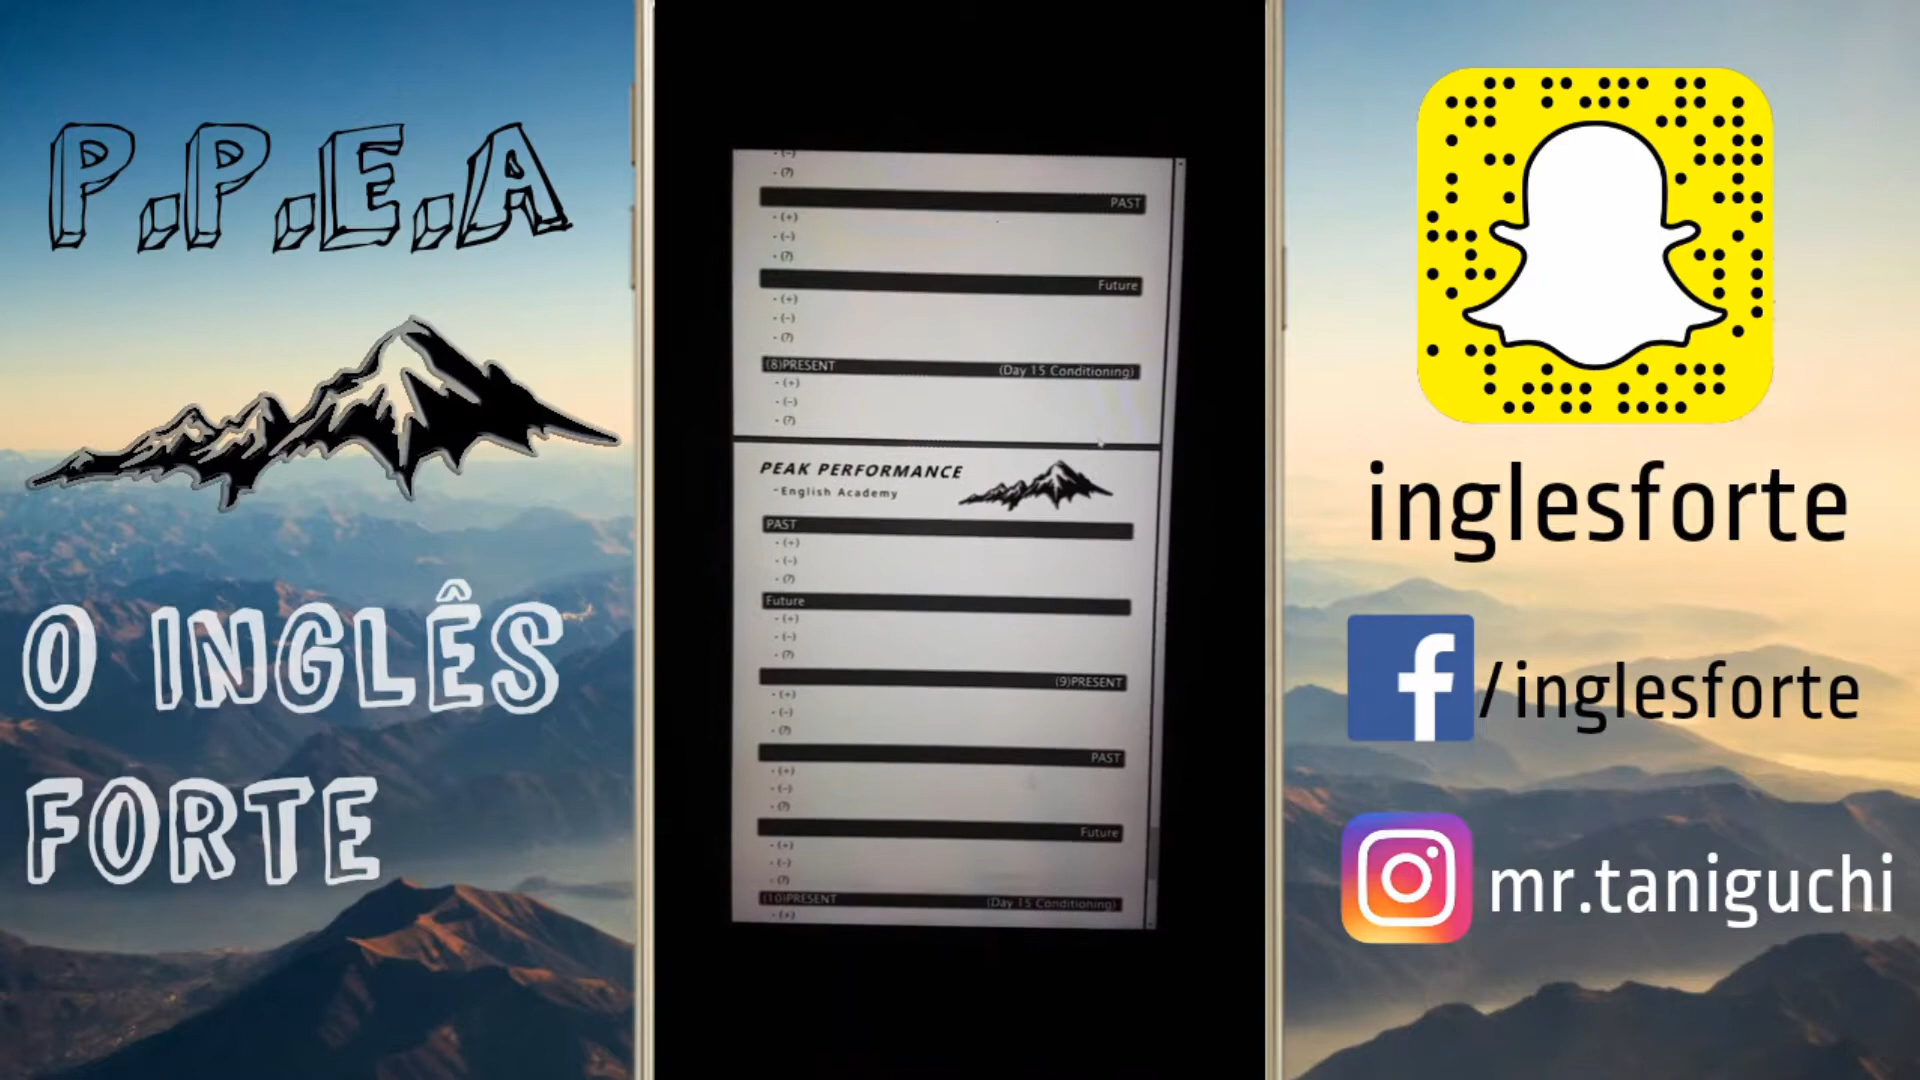 P.P.E.A
O INGLÊS
FORTE
- (-)
- (?)
PAST
- (+)
- (-)
- (?)
Future
- (+)
- (-)
- (?)
(8)PRESENT (Day 15 Conditioning)
- (+)
- (-)
- (?)
PEAK PERFORMANCE
-English Academy
PAST
- (+)
- (-)
- (?)
Future
- (+)
- (-)
- (?)
(9)PRESENT
- (+)
- (-)
- (?)
PAST
- (+)
- (-)
- (?)
Future
- (+)
- (-)
- (?)
(10)PRESENT (Day 15 Conditioning)
- (+)
inglesforte
f/inglesforte
mr.taniguchi